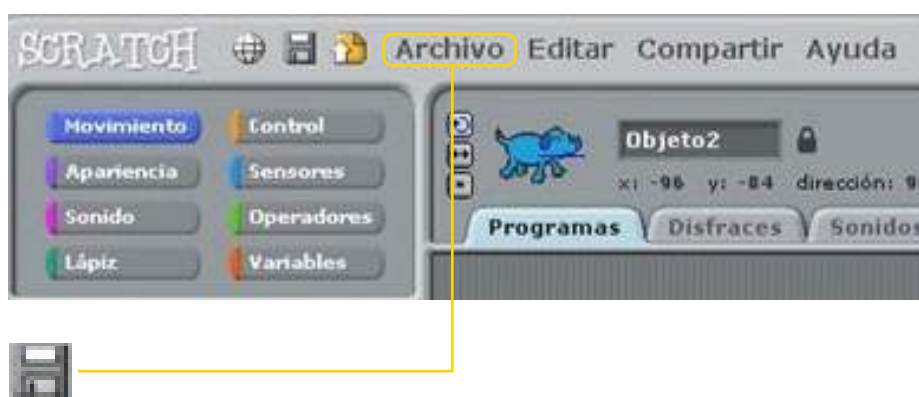 SCRATCH Archivo Editar Compartir Ayuda
Movimiento Control
Apariencia Sensores
Sonido Operadores
Lápiz Variables
Objeto2
x: -96 y: -84 dirección: 9
Programas Disfraces Sonidos